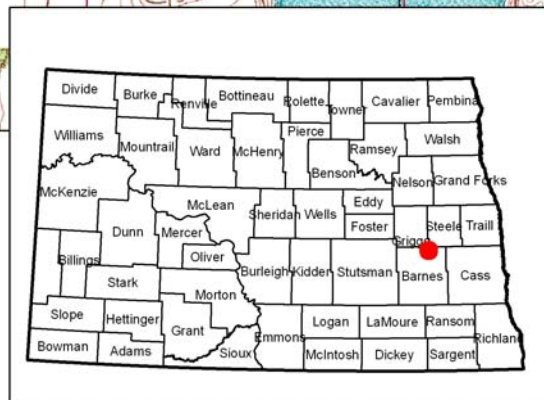 Divide
Burke
Renville
Bottineau
Rolette
Towner
Cavalier
Pembina
Williams
Mountrail
Ward
McHenry
Pierce
Ramsey
Walsh
Benson
Nelson
Grand Forks
McKenzie
McLean
Sheridan
Wells
Eddy
Foster
Griggs
Steele
Traill
Dunn
Mercer
Oliver
Billings
Burleigh
Kidder
Stutsman
Barnes
Cass
Stark
Morton
Slope
Hettinger
Grant
Emmons
Logan
LaMoure
Ransom
Richland
Bowman
Adams
Sioux
McIntosh
Dickey
Sargent